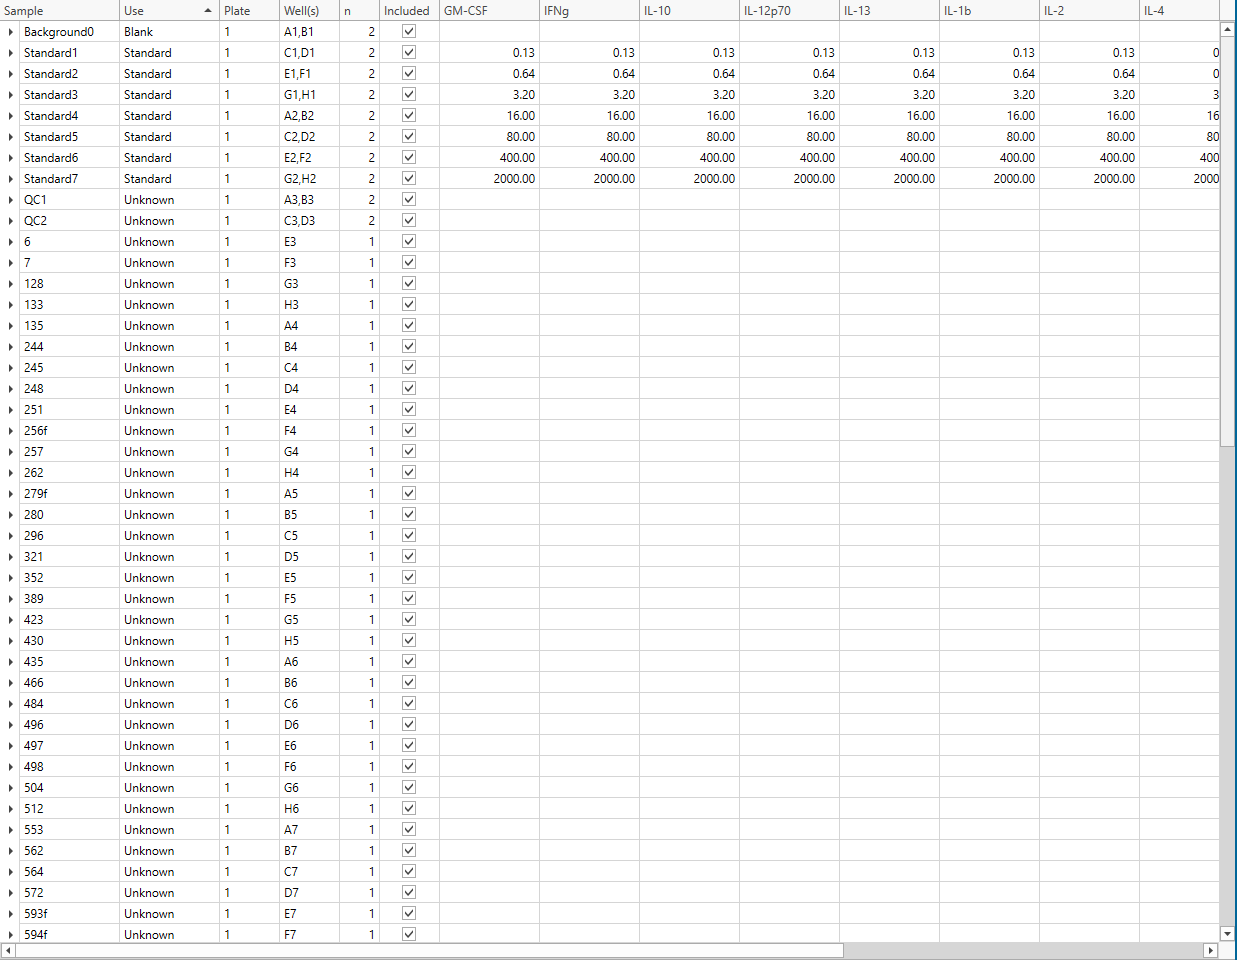 Sample Use Plate Well(s) n Included GM-CSF IFNg IL-10 IL-12p70 IL-13 IL-1b IL-2 IL-4
Background0 Blank 1 A1,B1 2
Standard1 Standard 1 C1,D1 2 0.13 0.13 0.13 0.13 0.13 0.13 0.13 0
Standard2 Standard 1 E1,F1 2 0.64 0.64 0.64 0.64 0.64 0.64 0.64 0
Standard3 Standard 1 G1,H1 2 3.20 3.20 3.20 3.20 3.20 3.20 3.20 3
Standard4 Standard 1 A2,B2 2 16.00 16.00 16.00 16.00 16.00 16.00 16.00 16
Standard5 Standard 1 C2,D2 2 80.00 80.00 80.00 80.00 80.00 80.00 80.00 80
Standard6 Standard 1 E2,F2 2 400.00 400.00 400.00 400.00 400.00 400.00 400.00 400
Standard7 Standard 1 G2,H2 2 2000.00 2000.00 2000.00 2000.00 2000.00 2000.00 2000.00 2000
QC1 Unknown 1 A3,B3 2
QC2 Unknown 1 C3,D3 2
6 Unknown 1 E3 1
7 Unknown 1 F3 1
128 Unknown 1 G3 1
133 Unknown 1 H3 1
135 Unknown 1 A4 1
244 Unknown 1 B4 1
245 Unknown 1 C4 1
248 Unknown 1 D4 1
251 Unknown 1 E4 1
256f Unknown 1 F4 1
257 Unknown 1 G4 1
262 Unknown 1 H4 1
279f Unknown 1 A5 1
280 Unknown 1 B5 1
296 Unknown 1 C5 1
321 Unknown 1 D5 1
352 Unknown 1 E5 1
389 Unknown 1 F5 1
423 Unknown 1 G5 1
430 Unknown 1 H5 1
435 Unknown 1 A6 1
466 Unknown 1 B6 1
484 Unknown 1 C6 1
496 Unknown 1 D6 1
497 Unknown 1 E6 1
498 Unknown 1 F6 1
504 Unknown 1 G6 1
512 Unknown 1 H6 1
553 Unknown 1 A7 1
562 Unknown 1 B7 1
564 Unknown 1 C7 1
572 Unknown 1 D7 1
593f Unknown 1 E7 1
594f Unknown 1 F7 1